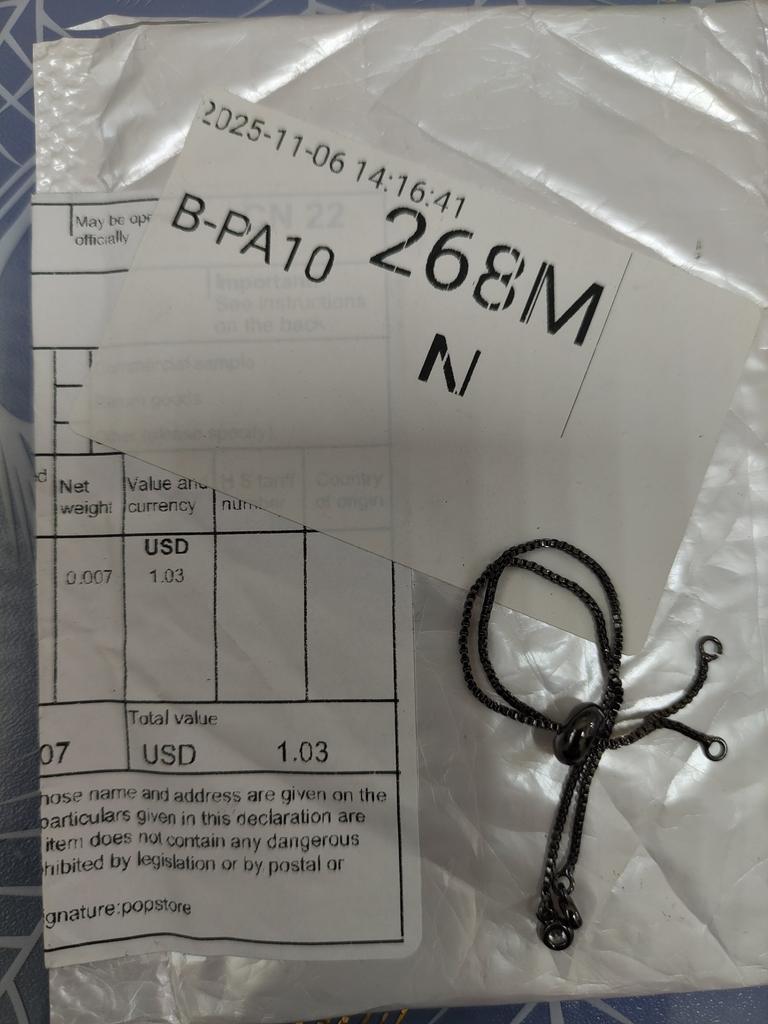 2025-11-06 14:16:41
B-PA10 268M
N
May be ope
officially
CN 22
Important
See instructions
on the back
Commercial sample
goods
specify)
Net
weight
Value and
currency
H S tariff
number
Country
of origin
USD
0.007 1.03
Total value
07 USD 1.03
hose name and address are given on the
particulars given in this declaration are
item does not contain any dangerous
hibited by legislation or by postal or
gnature:popstore